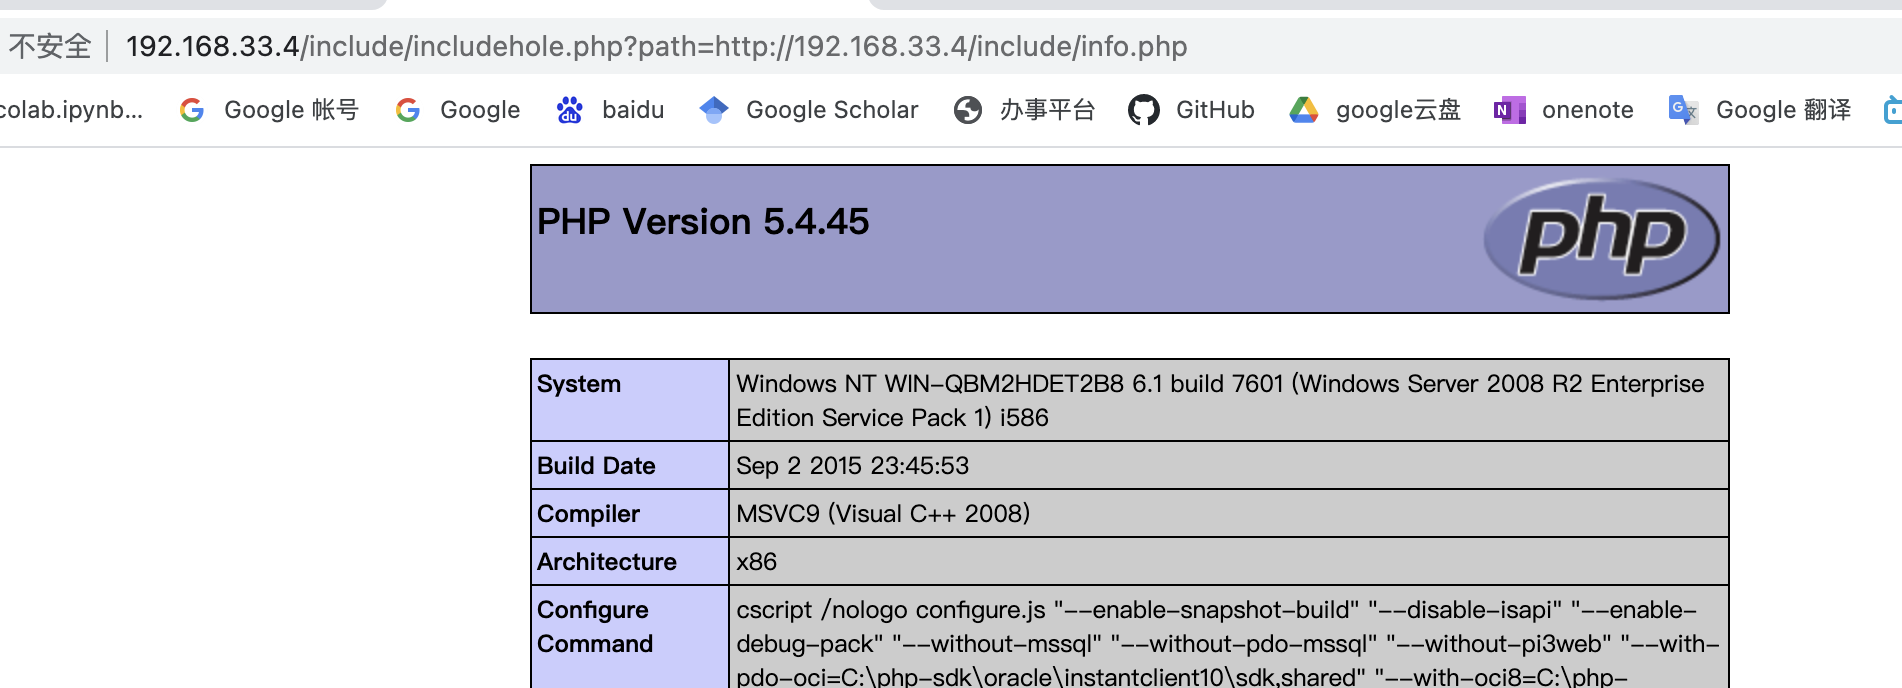 不安全 192.168.33.4/include/includehole.php?path=http://192.168.33.4/include/info.php
colab.ipynb... Google 帐号 Google baidu Google Scholar 办事平台 GitHub google云盘 onenote Google 翻译
PHP Version 5.4.45
php
System Windows NT WIN-QBM2HDET2B8 6.1 build 7601 (Windows Server 2008 R2 Enterprise
Edition Service Pack 1) i586
Build Date Sep 2 2015 23:45:53
Compiler MSVC9 (Visual C++ 2008)
Architecture x86
Configure cscript /nologo configure.js "--enable-snapshot-build" "--disable-isapi" "--enable-
Command debug-pack" "--without-mssql" "--without-pdo-mssql" "--without-pi3web" "--with-
pdo-oci=C:\php-sdk\oracle\instantclient10\sdk,shared" "--with-oci8=C:\php-